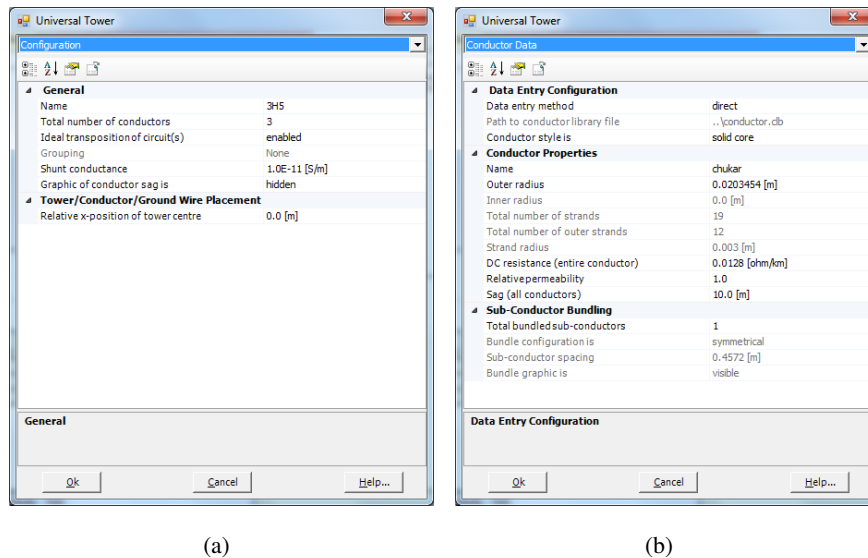 Universal Tower
Configuration
General
Name 3H5
Total number of conductors 3
Ideal transposition of circuit(s) enabled
Grouping None
Shunt conductance 1.0E-11 [S/m]
Graphic of conductor sag is hidden
Tower/Conductor/Ground Wire Placement
Relative x-position of tower centre 0.0 [m]
General
Ok Cancel Help...
(a)
Universal Tower
Conductor Data
Data Entry Configuration
Data entry method direct
Path to conductor library file ..\conductor.clb
Conductor style is solid core
Conductor Properties
Name chukar
Outer radius 0.0203454 [m]
Inner radius 0.0 [m]
Total number of strands 19
Total number of outer strands 12
Strand radius 0.003 [m]
DC resistance (entire conductor) 0.0128 [ohm/km]
Relative permeability 1.0
Sag (all conductors) 10.0 [m]
Sub-Conductor Bundling
Total bundled sub-conductors 1
Bundle configuration is symmetrical
Sub-conductor spacing 0.4572 [m]
Bundle graphic is visible
Data Entry Configuration
Ok Cancel Help...
(b)